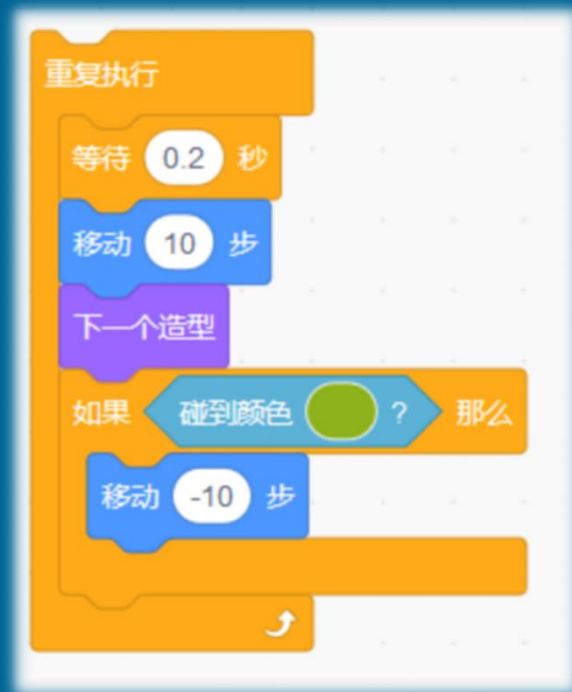 重复执行
等待 0.2 秒
移动 10 步
下一个造型
如果 碰到颜色 ? 那么
移动 -10 步